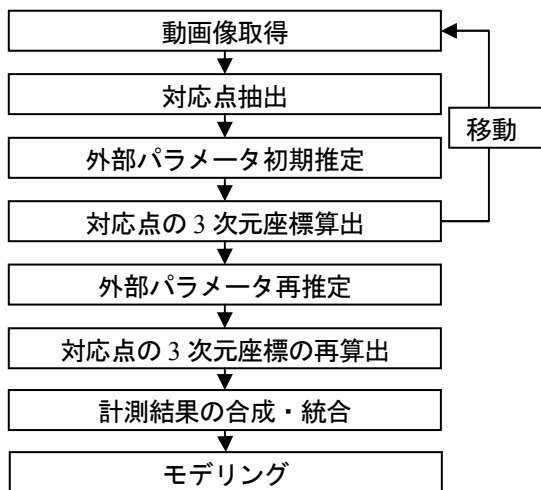 動画像取得
対応点抽出
移動
外部パラメータ初期推定
対応点の 3 次元座標算出
外部パラメータ再推定
対応点の 3 次元座標の再算出
計測結果の合成・統合
モデリング